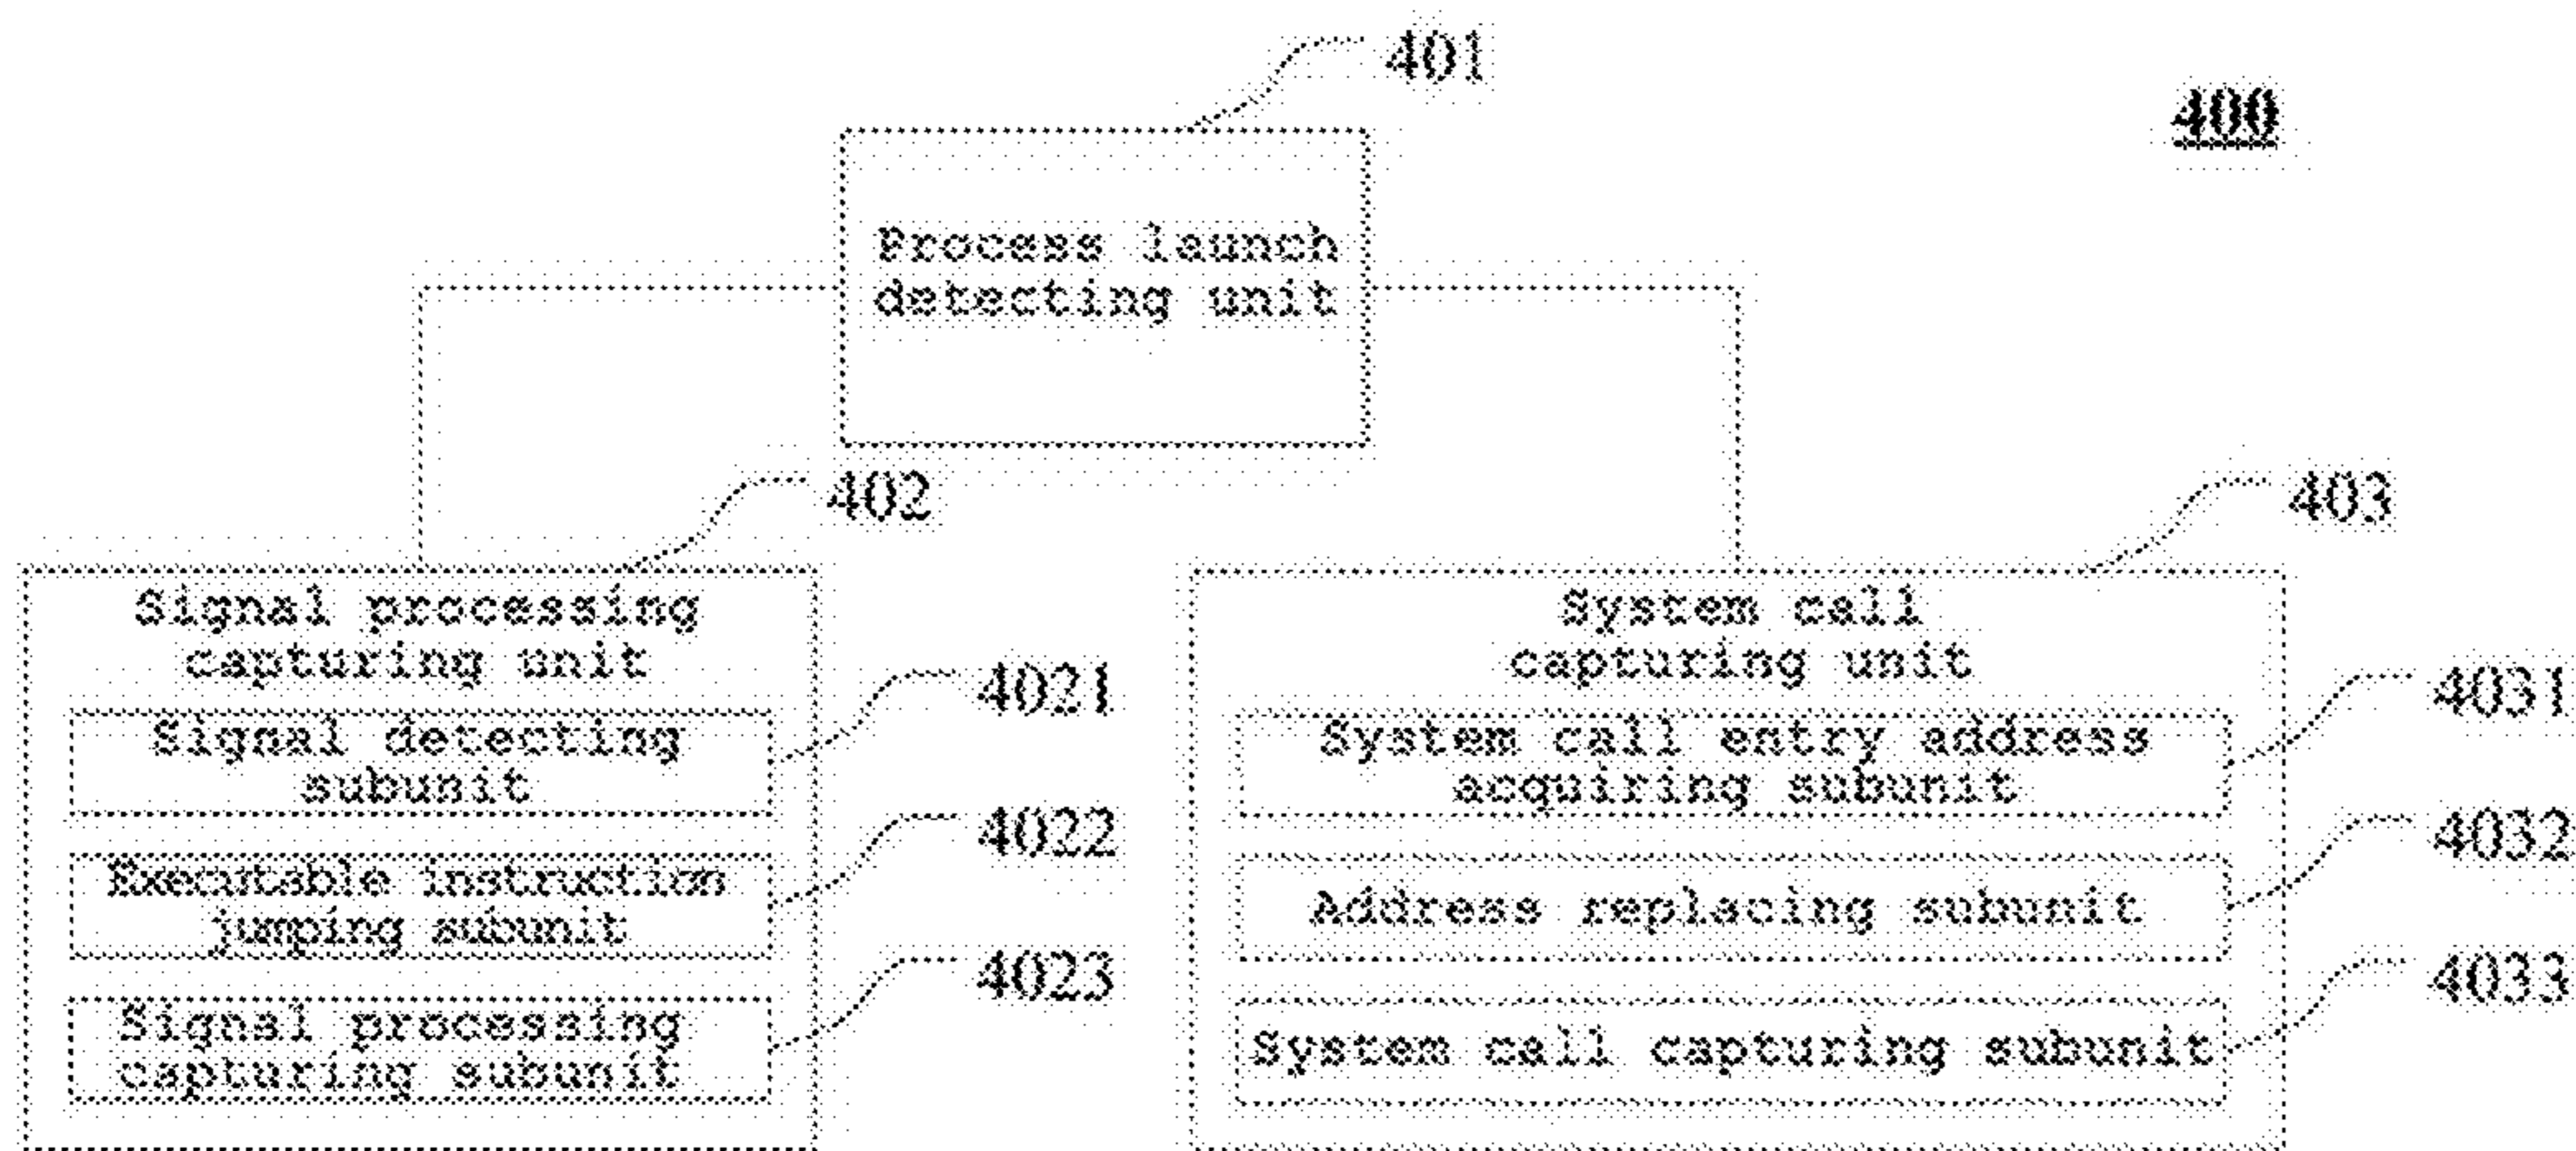 401
400
Process launch
detecting unit
402
403
Signal processing
capturing unit
System call
capturing unit
4021
Signal detecting
subunit
4022
Executable instruction
jumping subunit
4023
Signal processing
capturing subunit
4031
System call entry address
acquiring subunit
4032
Address replacing subunit
4033
System call capturing subunit